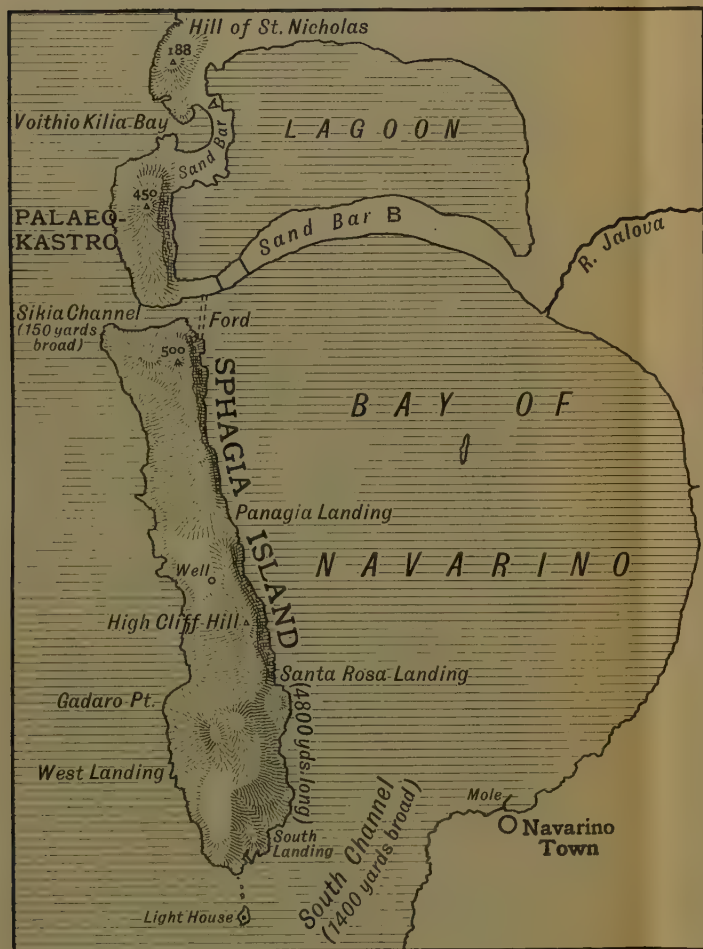 Hill of St. Nicholas
188
Voithio Kilia Bay
Sand Bar A
LAGOON
450
PALAEO-
KASTRO
Sand Bar B
R. Jalova
Sikia Channel
(150 yards
broad)
Ford
500
SPHAGIA ISLAND
(4800 yds. long)
BAY OF
NAVARINO
Panagia Landing
Well
High Cliff Hill
Santa Rosa Landing
Gadaro Pt.
West Landing
South
Landing
South Channel
(1400 yards broad)
Mole
Navarino
Town
Light House